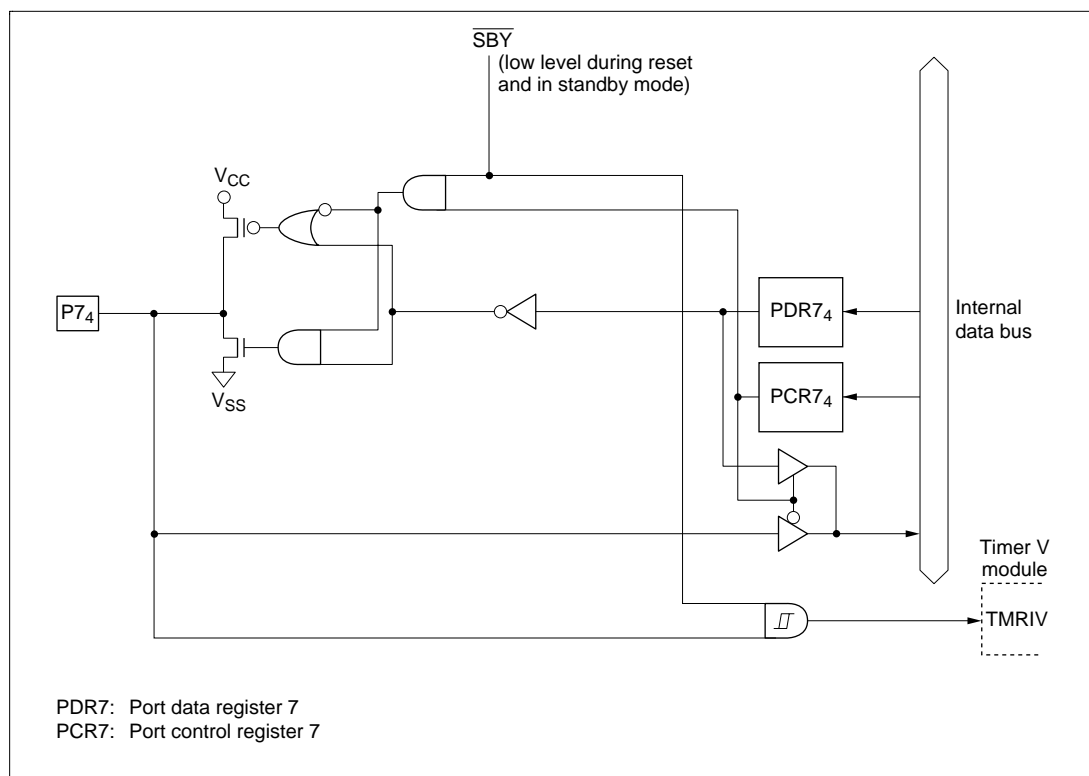 SBY
(low level during reset
and in standby mode)
VCC
P74
VSS
PDR74
PCR74
Internal
data bus
Timer V
module
TMRIV
PDR7: Port data register 7
PCR7: Port control register 7